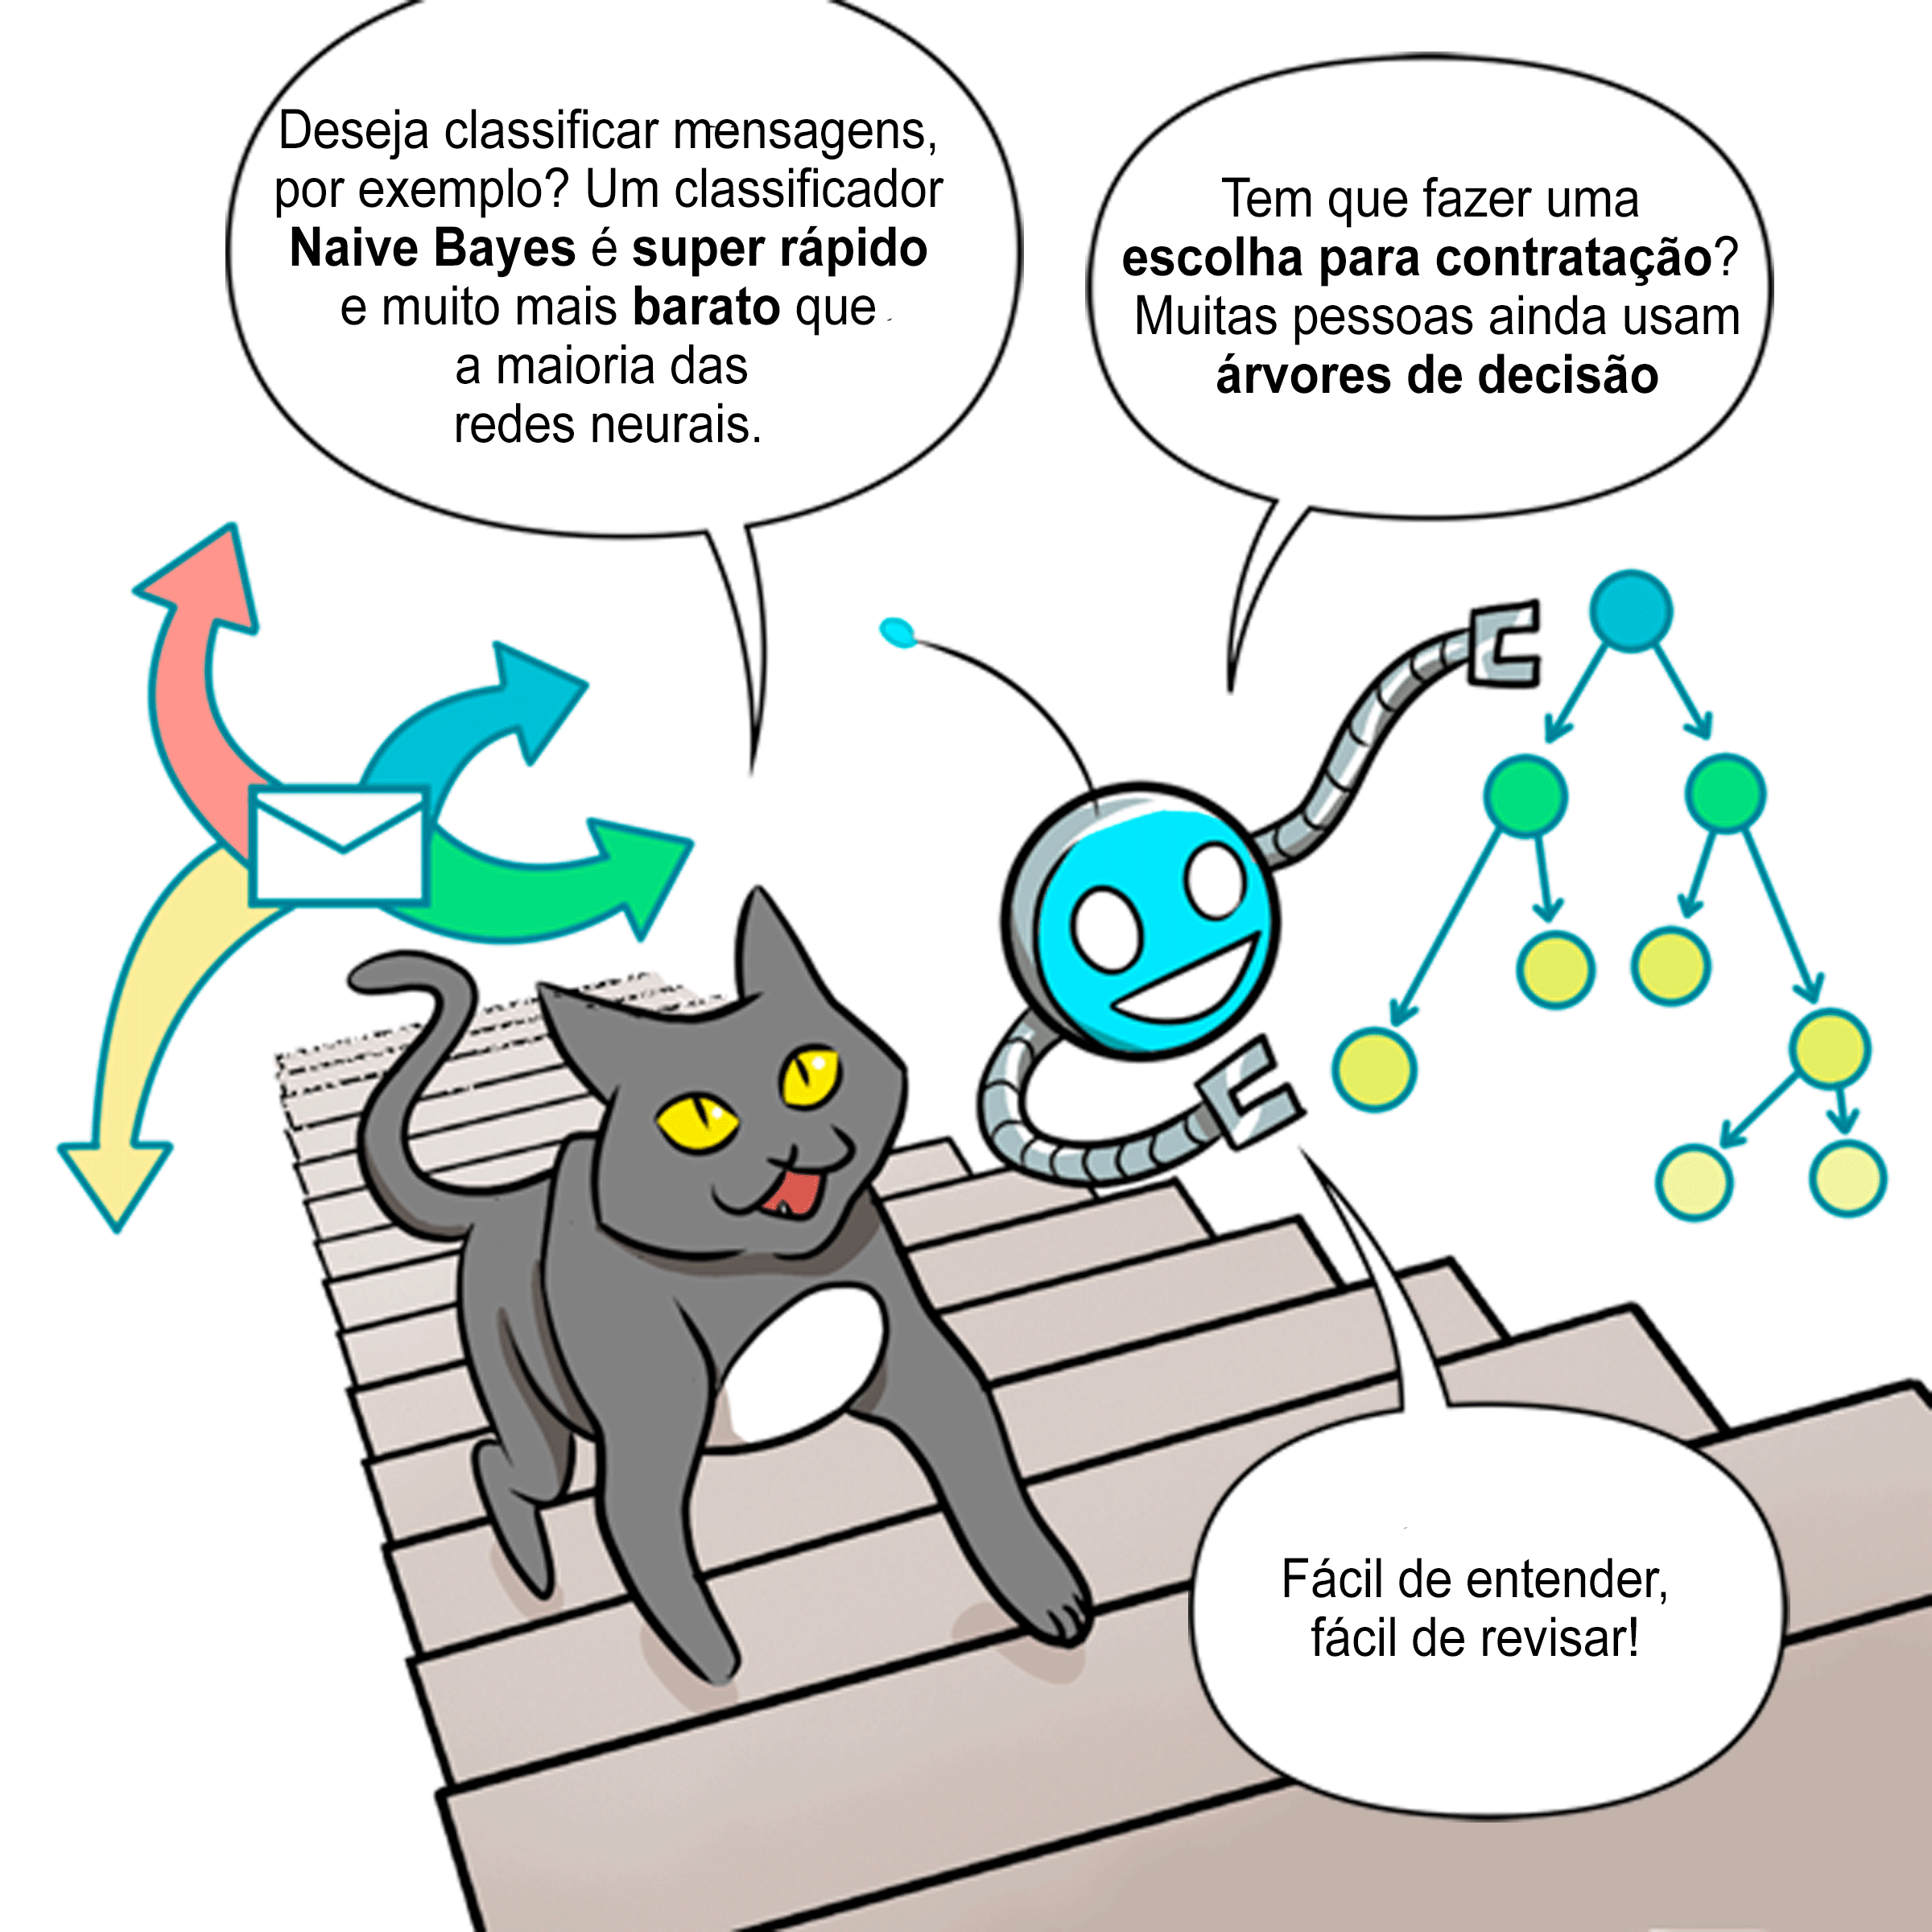 Deseja classificar mensagens,
por exemplo? Um classificador
Naive Bayes é super rápido
e muito mais barato que
a maioria das
redes neurais.
Tem que fazer uma
escolha para contratação?
Muitas pessoas ainda usam
árvores de decisão
Fácil de entender,
fácil de revisar!